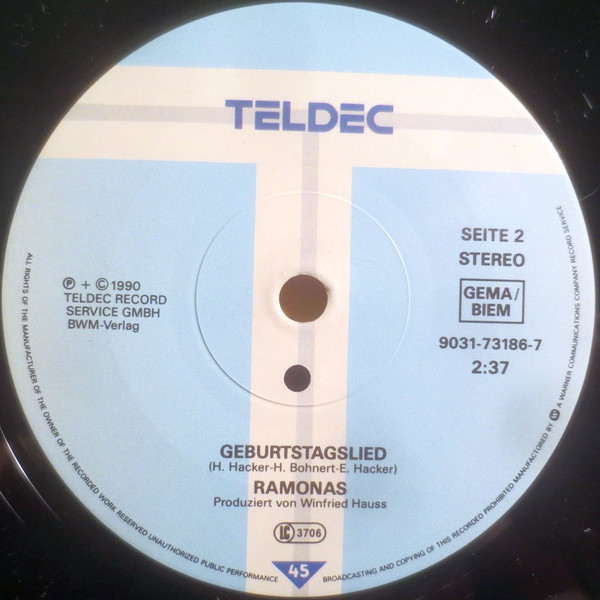 TELDEC
SEITE 2
STEREO
GEMA/
BIEM
9031-73186-7
2:37
Ⓟ + © 1990
TELDEC RECORD
SERVICE GMBH
BWM-Verlag
GEBURTSTAGSLIED
(H. Hacker-H. Bohnert-E. Hacker)
RAMONAS
Produziert von Winfried Hauss
LC 3706
45
ALL RIGHTS OF THE MANUFACTURER OF THE OWNER OF THE RECORDED WORK RESERVED UNAUTHORIZED PUBLIC PERFORMANCE BROADCASTING AND COPYING OF THIS RECORD PROHIBITED MANUFACTURED BY A WARNER COMMUNICATIONS COMPANY RECORD SERVICE